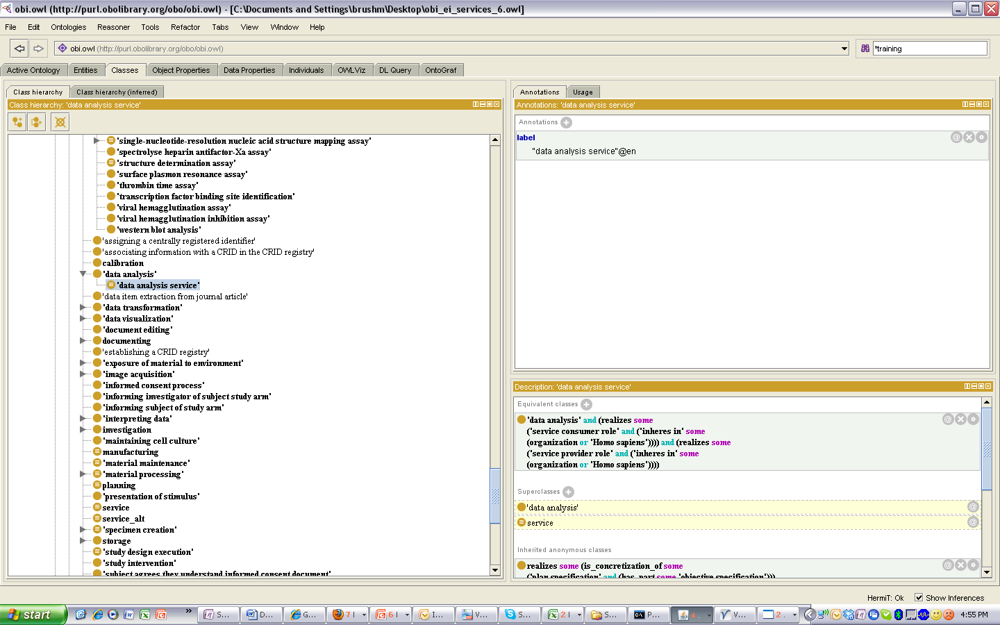 obi.owl (http://purl.obolibrary.org/obo/obi.owl) - [C:\Documents and Settings\brushm\Desktop\obi_ei_services_6.owl]
File Edit Ontologies Reasoner Tools Refactor Tabs View Window Help
obi.owl (http://purl.obolibrary.org/obo/obi.owl)
*training
Active Ontology Entities Classes Object Properties Data Properties Individuals OWLViz DL Query OntoGraf
Class hierarchy Class hierarchy (inferred)
Class hierarchy: 'data analysis service'
'single-nucleotide-resolution nucleic acid structure mapping assay'
'spectrolyse heparin antifactor-Xa assay'
'structure determination assay'
'surface plasmon resonance assay'
'thrombin time assay'
'transcription factor binding site identification'
'viral hemagglutination assay'
'viral hemagglutination inhibition assay'
'western blot analysis'
'assigning a centrally registered identifier'
'associating information with a CRID in the CRID registry'
calibration
'data analysis'
'data analysis service'
'data item extraction from journal article'
'data transformation'
'data visualization'
'document editing'
documenting
'establishing a CRID registry'
'exposure of material to environment'
'image acquisition'
'informed consent process'
'informing investigator of subject study arm'
'informing subject of study arm'
'interpreting data'
investigation
'maintaining cell culture'
manufacturing
'material maintenance'
'material processing'
planning
'presentation of stimulus'
service
service_alt
'specimen creation'
storage
'study design execution'
'study intervention'
'subject agrees they understand informed consent document'
Annotations Usage
Annotations: 'data analysis service'
Annotations
label
"data analysis service"@en
Description: 'data analysis service'
Equivalent classes
'data analysis' and (realizes some
('service consumer role' and ('inheres in' some
(organization or 'Homo sapiens')))) and (realizes some
('service provider role' and ('inheres in' some
(organization or 'Homo sapiens'))))
Superclasses
'data analysis'
service
Inherited anonymous classes
realizes some (is_concretization_of some
('plan specification' and (has_part some 'objective specification')))
HermiT: Ok Show Inferences
start » S... D... G... 7 I 6 I I... V... S... 2 I S... P... V... 2 . 4:55 PM